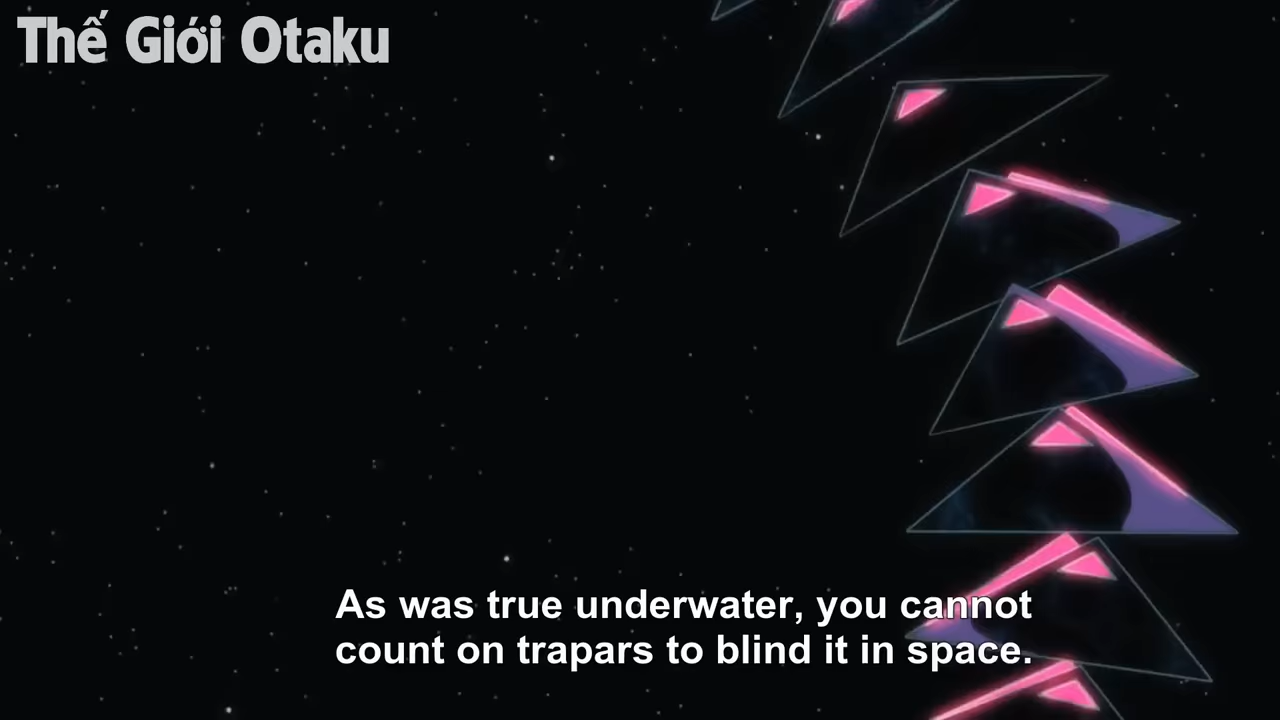 Thế Giới Otaku
As was true underwater, you cannot
count on trapars to blind it in space.